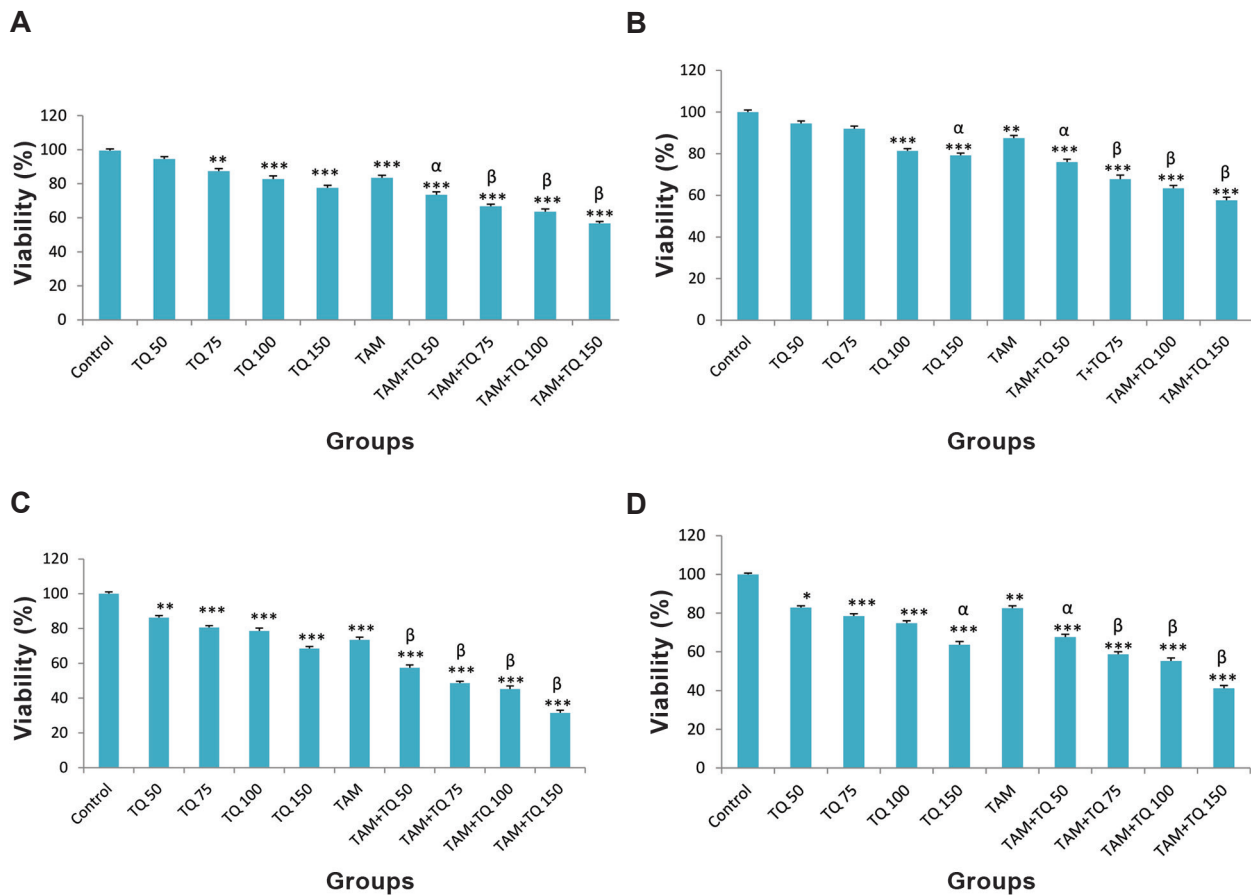 A
Viability (%)
120
100
80
60
40
20
0
** *** *** *** α *** β *** β *** β ***
Control TQ 50 TQ 75 TQ 100 TQ 150 TAM TAM+TQ 50 TAM+TQ 75 TAM+TQ 100 TAM+TQ 150
Groups
B
Viability (%)
120
100
80
60
40
20
0
*** α *** ** α *** β *** β *** β ***
Control TQ 50 TQ 75 TQ 100 TQ 150 TAM TAM+TQ 50 T+TQ 75 TAM+TQ 100 TAM+TQ 150
Groups
C
Viability (%)
120
100
80
60
40
20
0
** *** *** *** *** β *** β *** β *** β ***
Control TQ 50 TQ 75 TQ 100 TQ 150 TAM TAM+TQ 50 TAM+TQ 75 TAM+TQ 100 TAM+TQ 150
Groups
D
Viability (%)
120
100
80
60
40
20
0
* *** *** α *** ** α *** β *** β *** β ***
Control TQ 50 TQ 75 TQ 100 TQ 150 TAM TAM+TQ 50 TAM+TQ 75 TAM+TQ 100 TAM+TQ 150
Groups